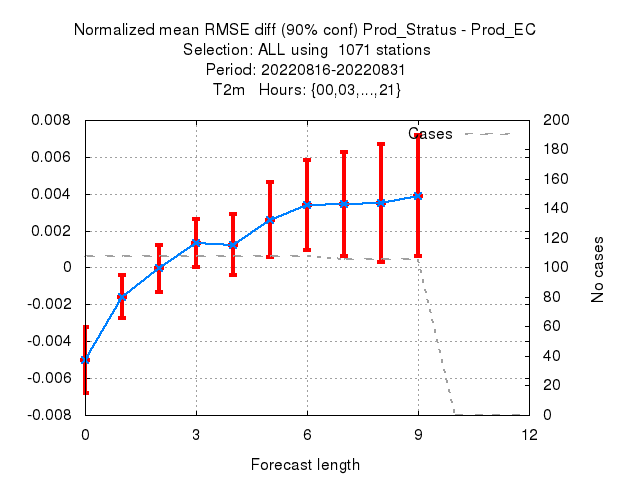 Normalized mean RMSE diff (90% conf) Prod_Stratus - Prod_EC
Selection: ALL using  1071 stations
Period: 20220816-20220831
T2m   Hours: {00,03,...,21}
Cases
0.008
0.006
0.004
0.002
0
-0.002
-0.004
-0.006
-0.008
200
180
160
140
120
100
80
60
40
20
0
No cases
0 3 6 9 12
Forecast length